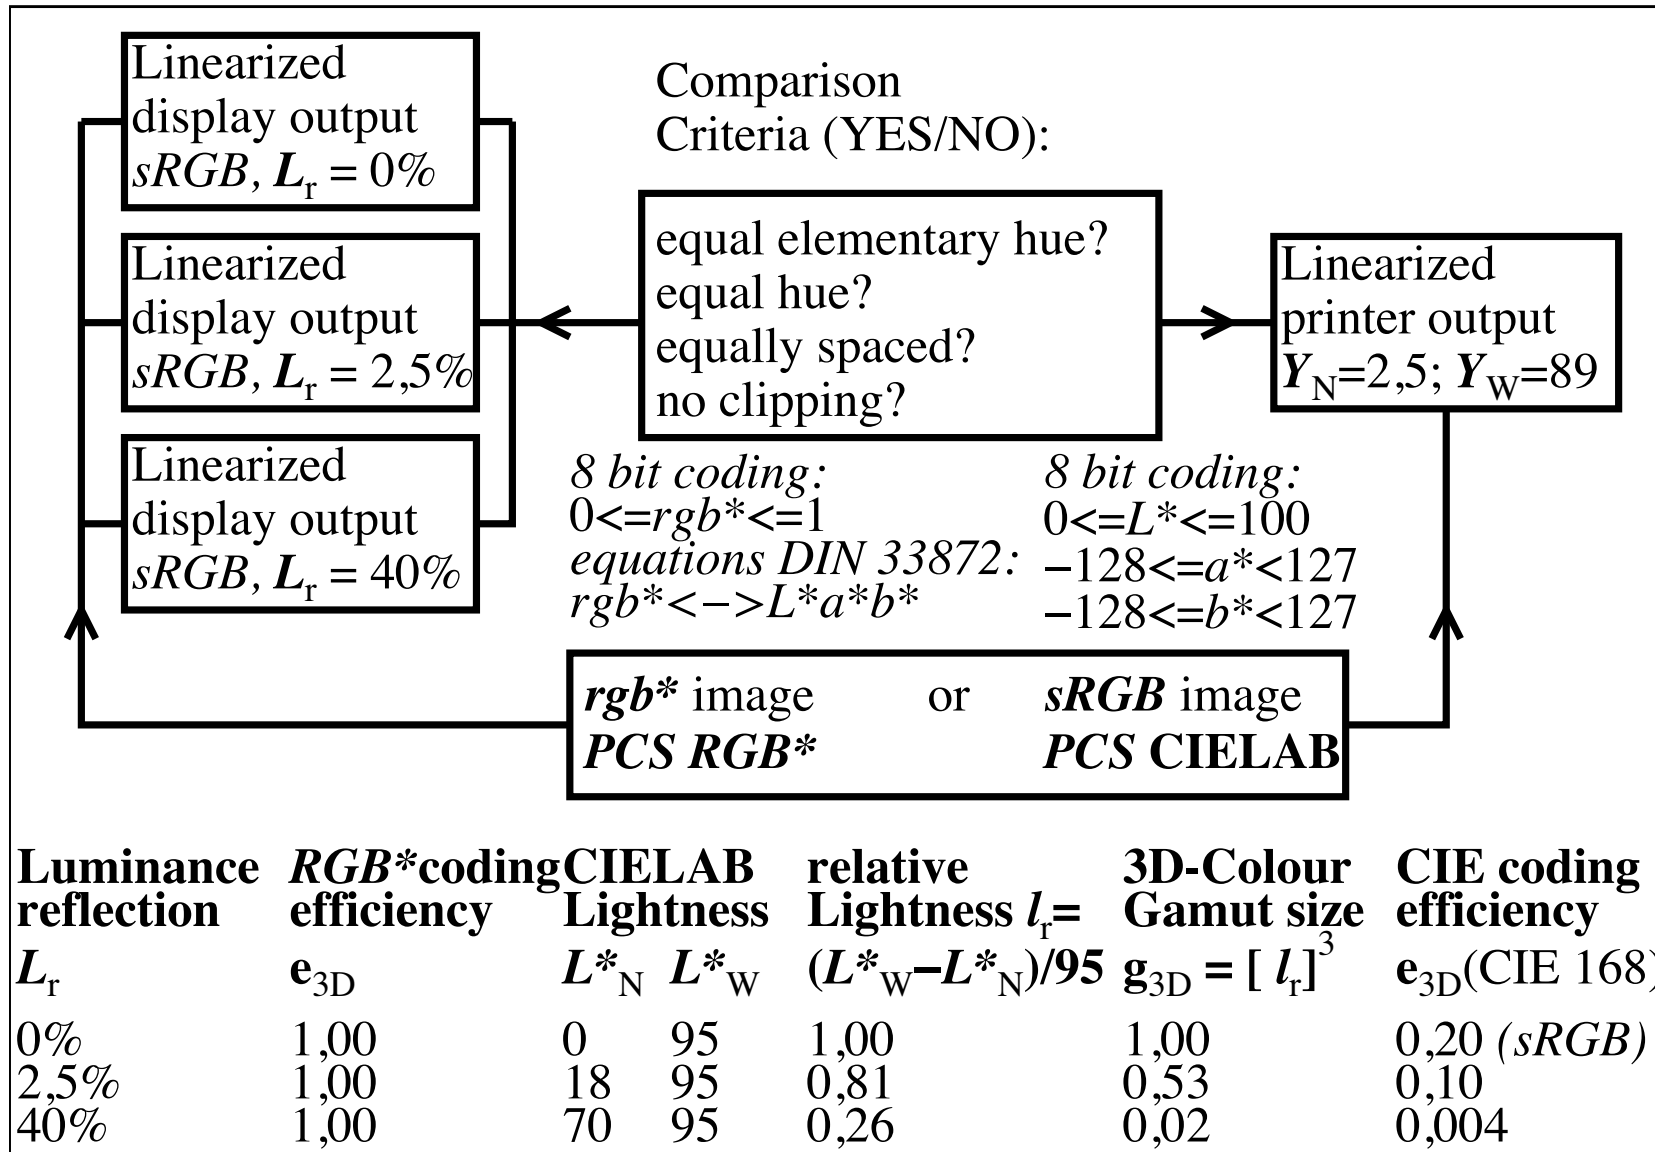 Linearized
display output
sRGB, Lr = 0%
Linearized
display output
sRGB, Lr = 2,5%
Linearized
display output
sRGB, Lr = 40%
Comparison
Criteria (YES/NO):
equal elementary hue?
equal hue?
equally spaced?
no clipping?
Linearized
printer output
YN=2,5; YW=89
8 bit coding:
0<=rgb*<=1
equations DIN 33872:
rgb*<–>L*a*b*
8 bit coding:
0<=L*<=100
–128<=a*<127
–128<=b*<127
rgb* image or sRGB image
PCS RGB* PCS CIELAB
Luminance RGB*coding CIELAB relative 3D-Colour CIE coding
reflection efficiency Lightness Lightness lr= Gamut size efficiency
Lr e3D L*N L*W (L*W–L*N)/95 g3D = [ lr]3 e3D(CIE 168)
0% 1,00 0 95 1,00 1,00 0,20 (sRGB)
2,5% 1,00 18 95 0,81 0,53 0,10
40% 1,00 70 95 0,26 0,02 0,004